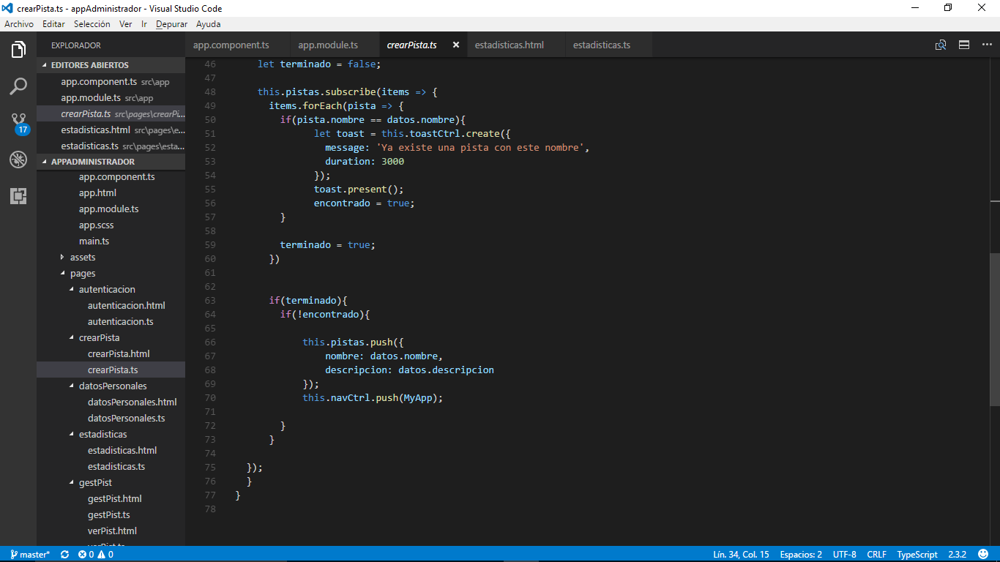 crearPista.ts - appAdministrador - Visual Studio Code
Archivo Editar Selección Ver Ir Depurar Ayuda
EXPLORADOR
EDITORES ABIERTOS
app.component.ts src\app
app.module.ts src\app
crearPista.ts src\pages\crearPi...
estadisticas.html src\pages\e...
estadisticas.ts src\pages\esta...
APPADMINISTRADOR
app.component.ts
app.html
app.module.ts
app.scss
main.ts
assets
pages
autenticacion
autenticacion.html
autenticacion.ts
crearPista
crearPista.html
crearPista.ts
datosPersonales
datosPersonales.html
datosPersonales.ts
estadisticas
estadisticas.html
estadisticas.ts
gestPist
gestPist.html
gestPist.ts
verPist.html
verPist.ts
17
app.component.ts app.module.ts crearPista.ts estadisticas.html estadisticas.ts
46 let terminado = false;
47
48 this.pistas.subscribe(items => {
49 items.forEach(pista => {
50 if(pista.nombre == datos.nombre){
51 let toast = this.toastCtrl.create({
52 message: 'Ya existe una pista con este nombre',
53 duration: 3000
54 });
55 toast.present();
56 encontrado = true;
57 }
58
59 terminado = true;
60 })
61
62
63 if(terminado){
64 if(!encontrado){
65
66 this.pistas.push({
67 nombre: datos.nombre,
68 descripcion: datos.descripcion
69 });
70 this.navCtrl.push(MyApp);
71
72 }
73 }
74
75 });
76 }
77 }
78
master* 0 0 Lín. 34, Col. 15 Espacios: 2 UTF-8 CRLF TypeScript 2.3.2